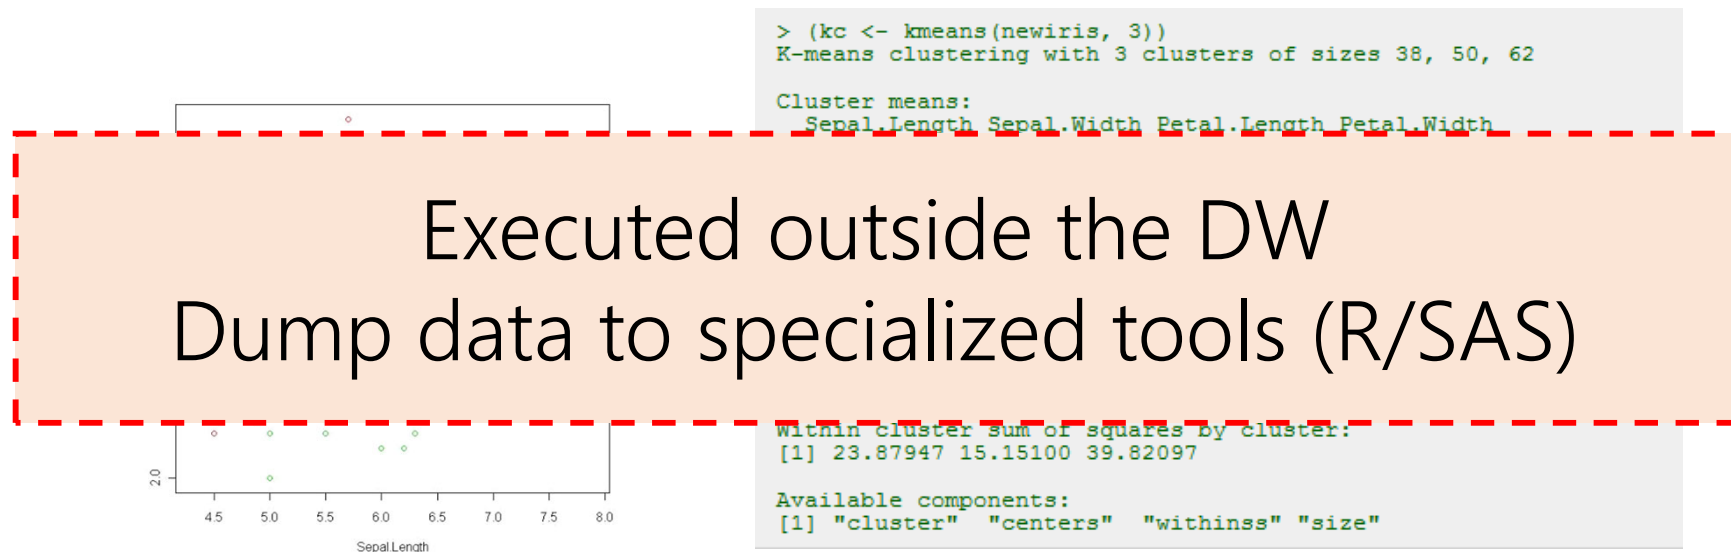 > (kc <- kmeans(newiris, 3))
K-means clustering with 3 clusters of sizes 38, 50, 62
Cluster means:
Sepal.Length Sepal.Width Petal.Length Petal.Width
Executed outside the DW
Dump data to specialized tools (R/SAS)
Within cluster sum of squares by cluster:
[1] 23.87947 15.15100 39.82097
Available components:
[1] "cluster" "centers" "withinss" "size"
2.0
4.5 5.0 5.5 6.0 6.5 7.0 7.5 8.0
Sepal.Length